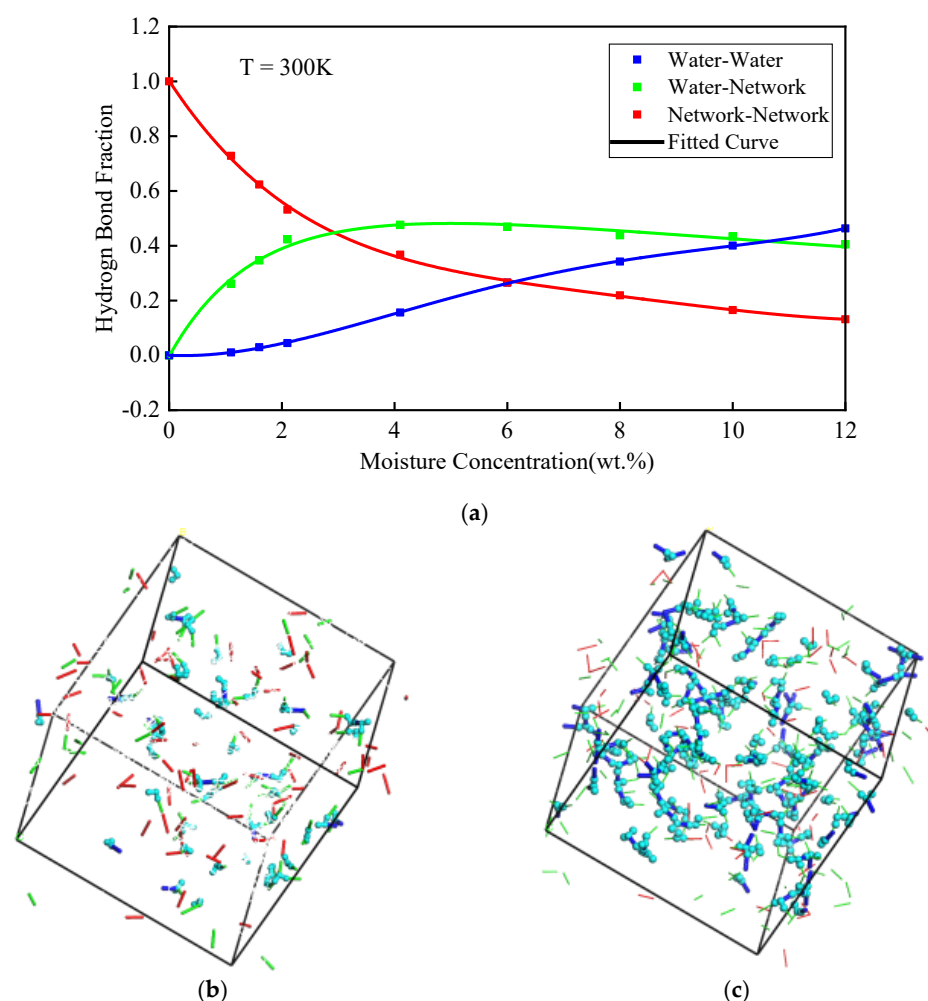 1.2
1.0
0.8
0.6
0.4
0.2
0.0
-0.2
Hydrogn Bond Fraction
T = 300K
Water-Water
Water-Network
Network-Network
Fitted Curve
0 2 4 6 8 10 12
Moisture Concentration(wt.%)
(a)
(b) (c)